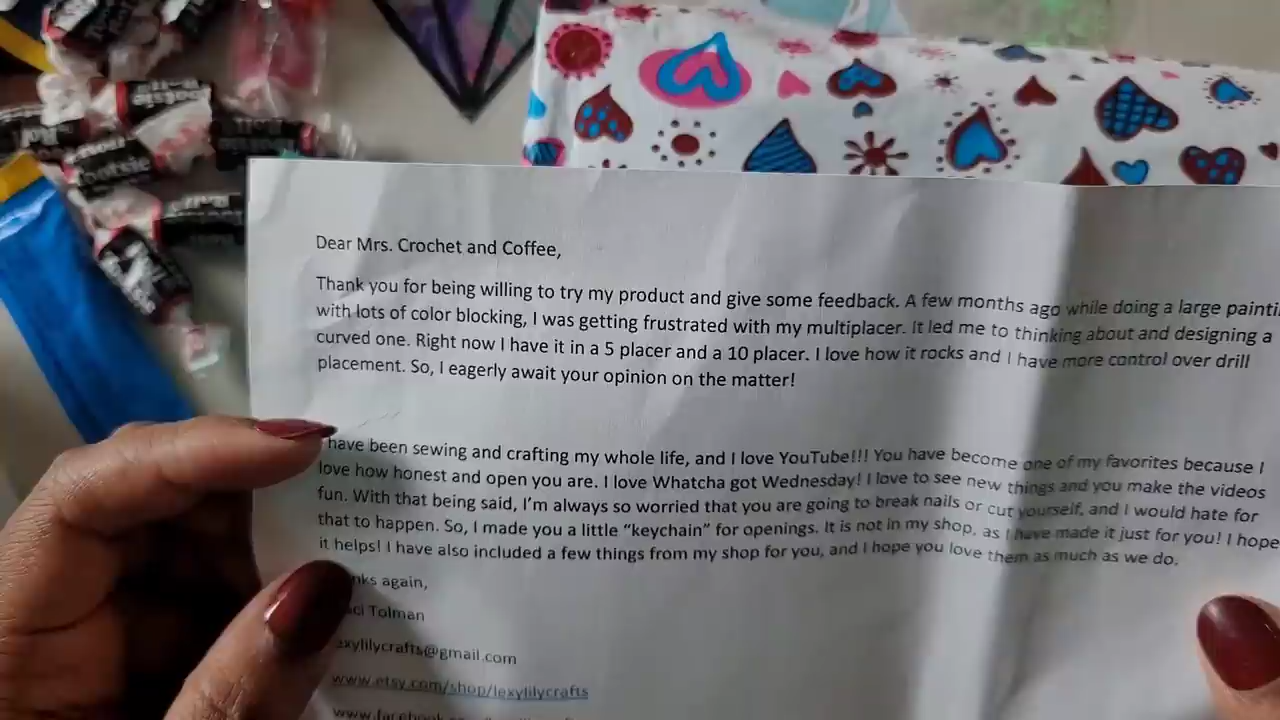 Dear Mrs. Crochet and Coffee,
Thank you for being willing to try my product and give some feedback. A few months ago while doing a large painti
with lots of color blocking, I was getting frustrated with my multiplacer. It led me to thinking about and designing a
curved one. Right now I have it in a 5 placer and a 10 placer. I love how it rocks and I have more control over drill
placement. So, I eagerly await your opinion on the matter!
have been sewing and crafting my whole life, and I love YouTube!!! You have become one of my favorites because I
love how honest and open you are. I love Whatcha got Wednesday! I love to see new things and you make the videos
fun. With that being said, I'm always so worried that you are going to break nails or cut yourself, and I would hate for
that to happen. So, I made you a little “keychain” for openings. It is not in my shop, as I have made it just for you! I hope
it helps! I have also included a few things from my shop for you, and I hope you love them as much as we do.
nks again,
ci Tolman
exylilycrafts@gmail.com
www.etsy.com/shop/lexylilycrafts
www.facebook
Tootsie